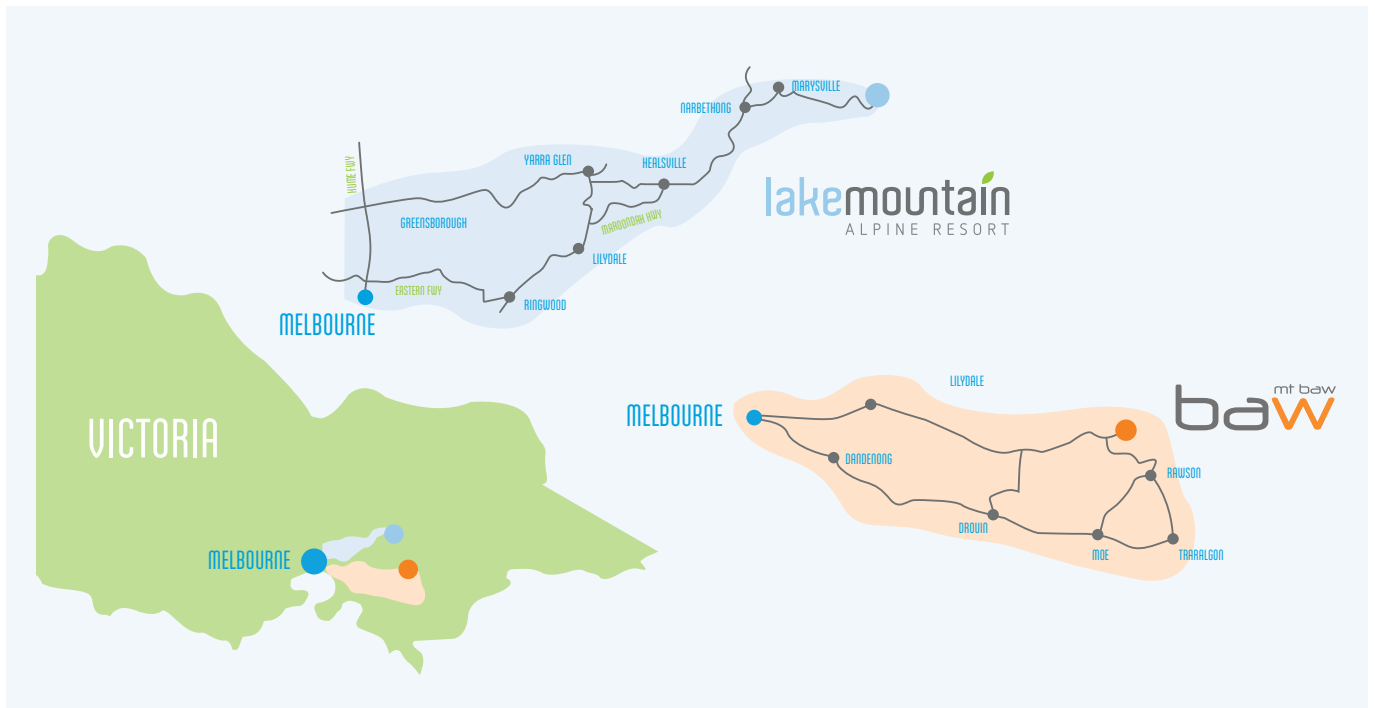 MARYSVILLE
NARBETHONG
HUME FWY
YARRA GLEN
HEALSVILLE
GREENSBOROUGH
MAROONDAH HWY
lakemountain
ALPINE RESORT
LILYDALE
EASTERN FWY
RINGWOOD
MELBOURNE
LILYDALE
mt baw
baw
MELBOURNE
VICTORIA
DANDENONG
RAWSON
DROUIN
MOE
TRARALGON
MELBOURNE